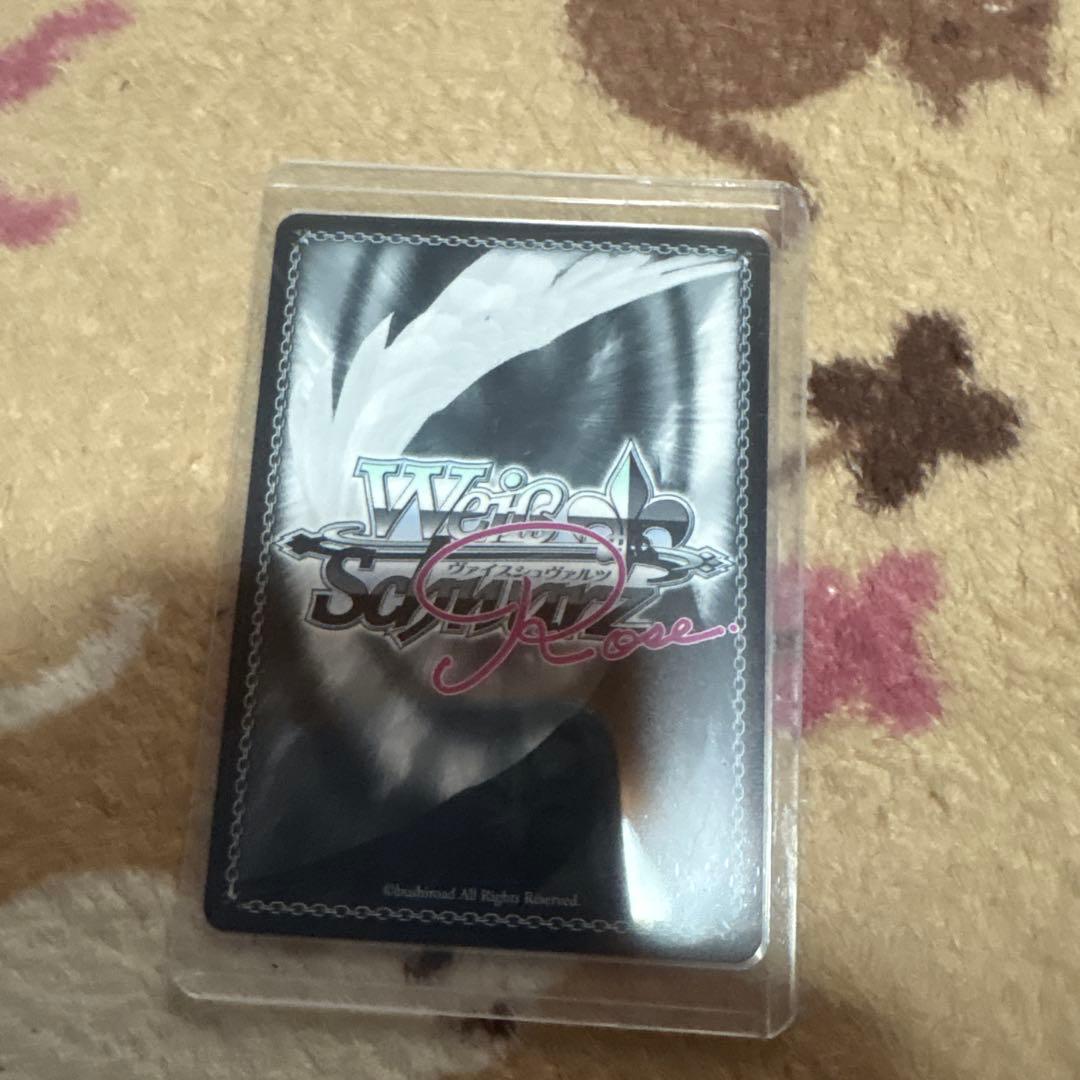 Weiß
ヴァイスシュヴァルツ
Schwarz
Rose.
©bushiroad All Rights Reserved.